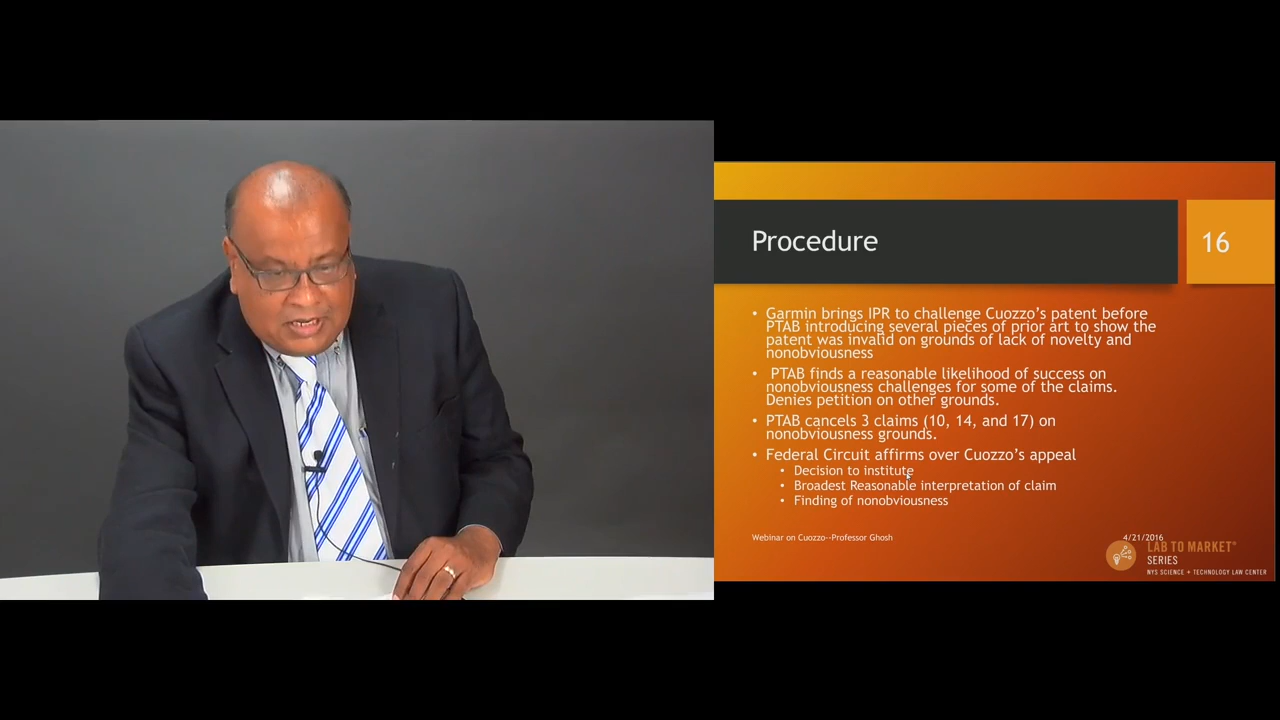 Procedure
16
• Garmin brings IPR to challenge Cuozzo’s patent before
PTAB introducing several pieces of prior art to show the
patent was invalid on grounds of lack of novelty and
nonobviousness
• PTAB finds a reasonable likelihood of success on
nonobviousness challenges for some of the claims.
Denies petition on other grounds.
• PTAB cancels 3 claims (10, 14, and 17) on
nonobviousness grounds.
• Federal Circuit affirms over Cuozzo’s appeal
• Decision to institute
• Broadest Reasonable interpretation of claim
• Finding of nonobviousness
Webinar on Cuozzo--Professor Ghosh
4/21/2016
LAB TO MARKET®
SERIES
NYS SCIENCE + TECHNOLOGY LAW CENTER